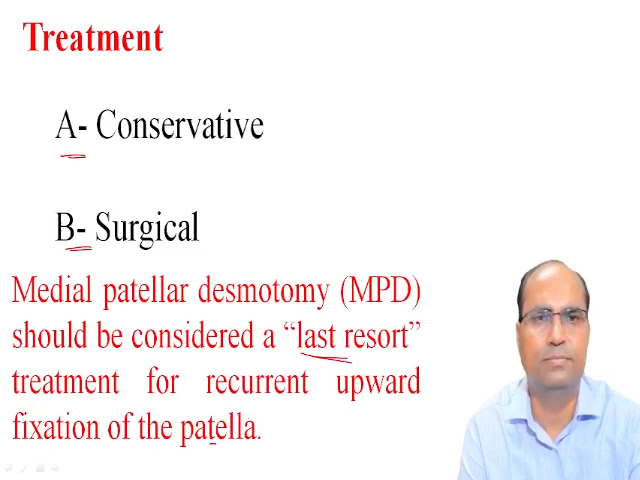 Treatment
A- Conservative
B- Surgical
Medial patellar desmotomy (MPD)
should be considered a “last resort”
treatment for recurrent upward
fixation of the patella.